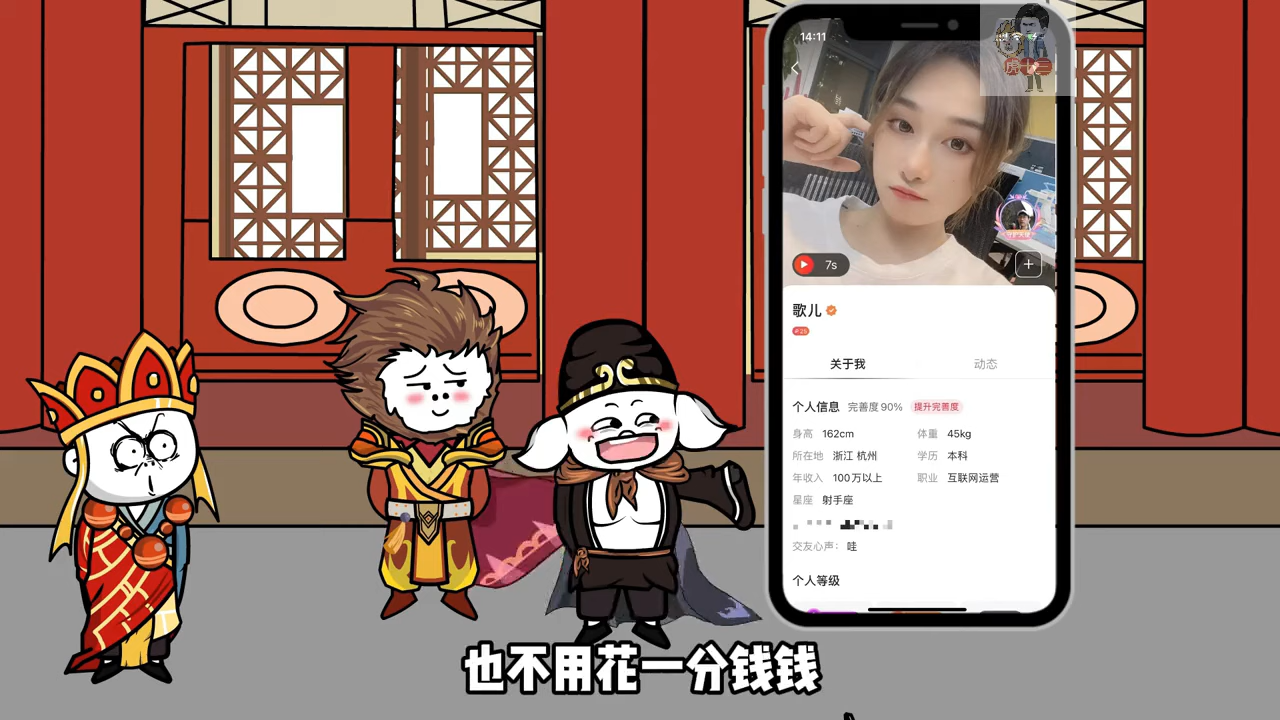 14:11
虎十三
7s
歌儿
25
关于我 动态
个人信息 完善度90% 提升完善度
身高 162cm 体重 45kg
所在地 浙江 杭州 学历 本科
年收入 100万以上 职业 互联网运营
星座 射手座
交友心声： 哇
个人等级
也不用花一分钱钱